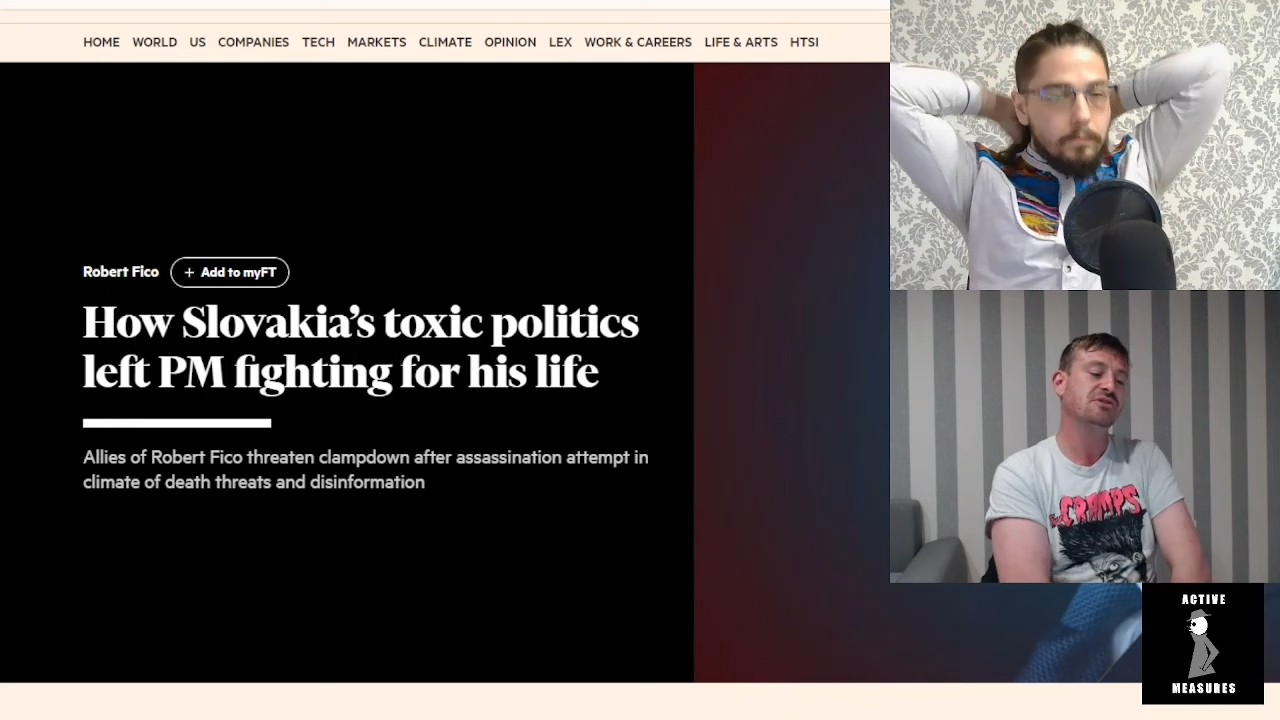 HOME WORLD US COMPANIES TECH MARKETS CLIMATE OPINION LEX WORK & CAREERS LIFE & ARTS HTSI
Robert Fico + Add to myFT
How Slovakia's toxic politics
left PM fighting for his life
Allies of Robert Fico threaten clampdown after assassination attempt in
climate of death threats and disinformation
The CRAMPS
ACTIVE
MEASURES